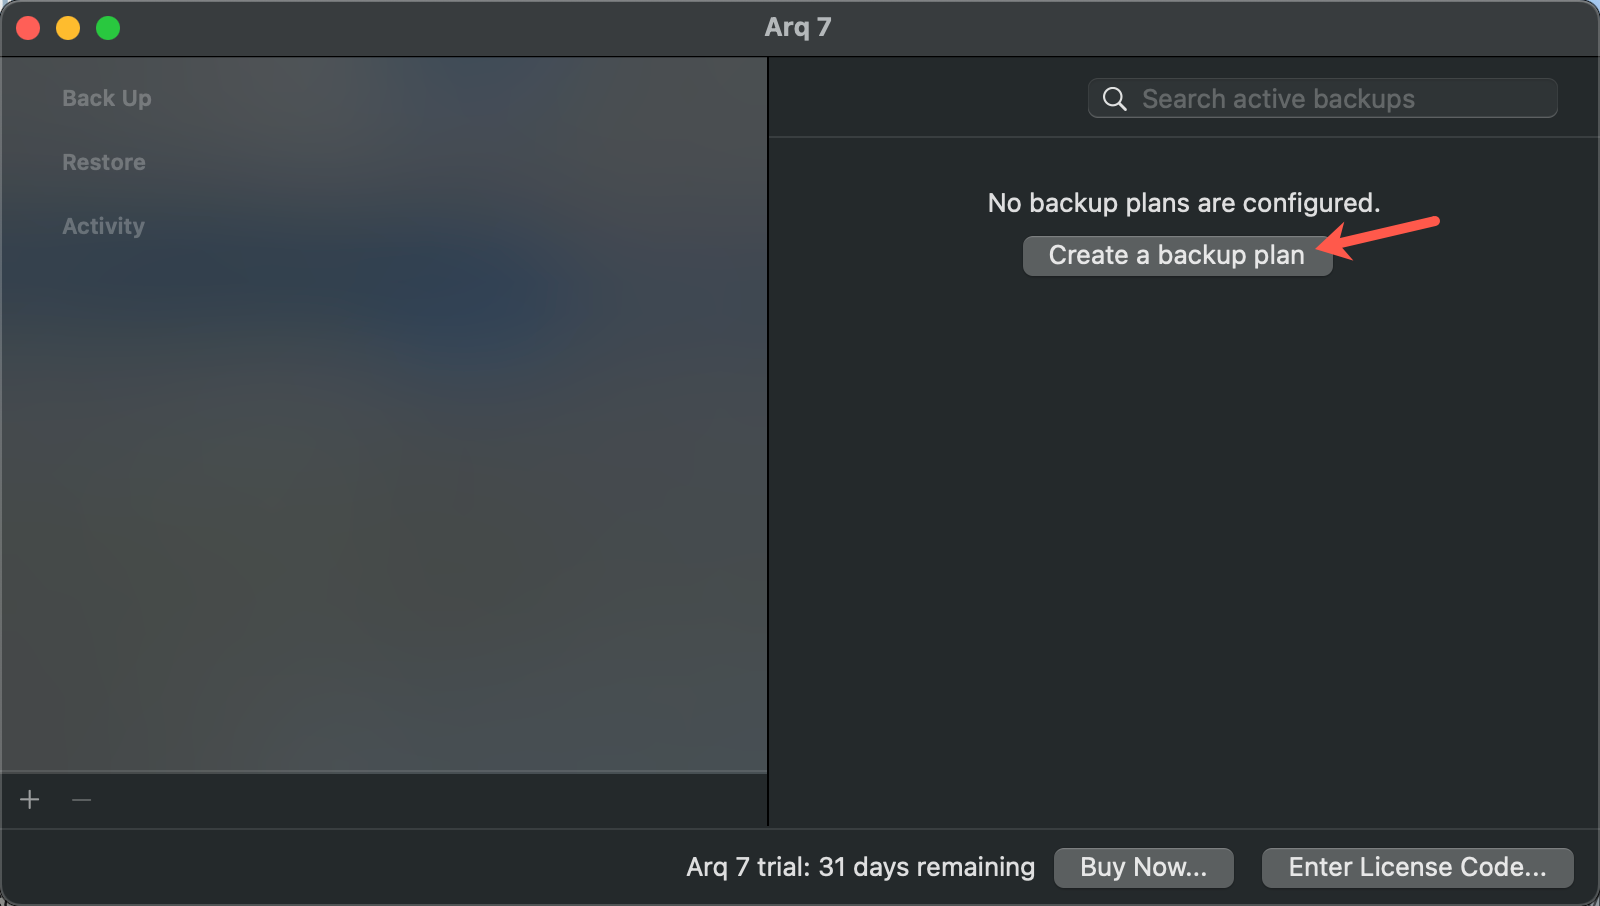 Arq 7
Back Up
Restore
Activity
Search active backups
No backup plans are configured.
Create a backup plan
Arq 7 trial: 31 days remaining
Buy Now...
Enter License Code...